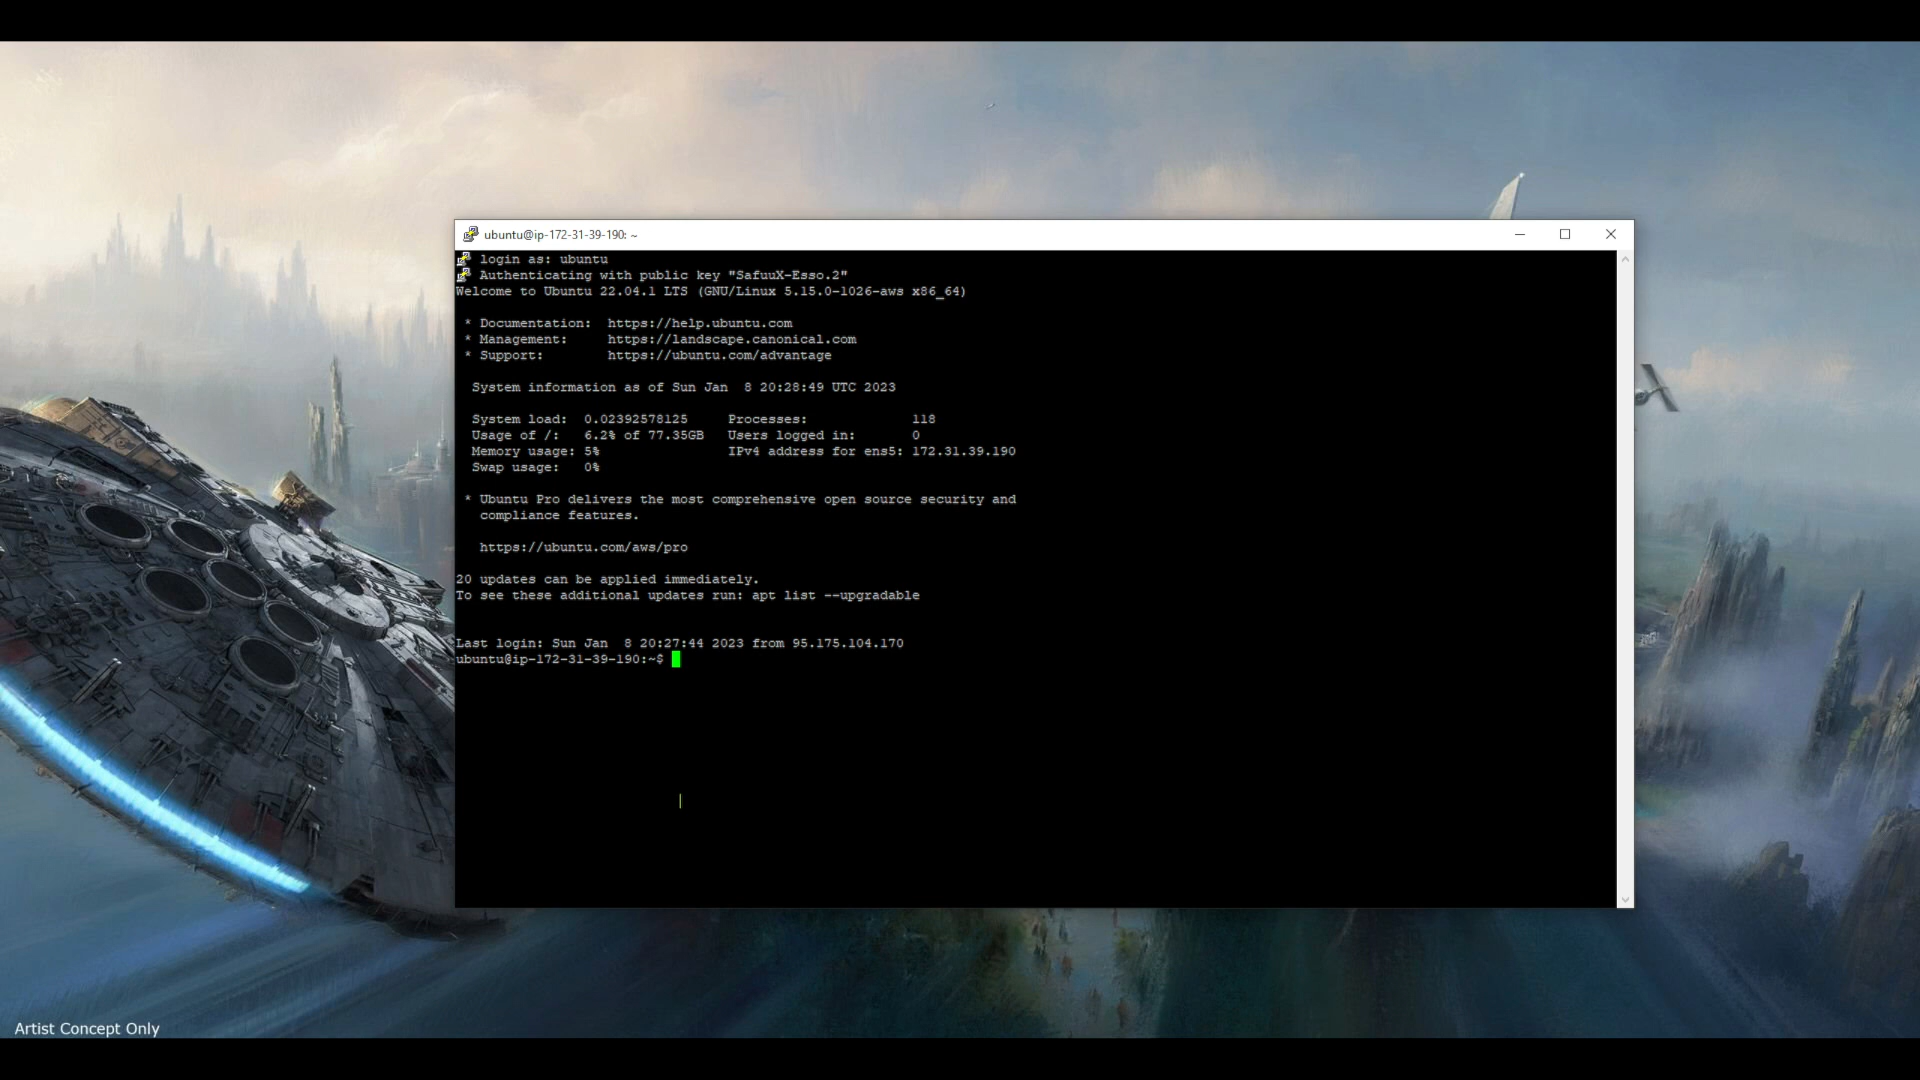 ubuntu@ip-172-31-39-190: ~
login as: ubuntu
Authenticating with public key "SafuuX-Esso.2"
Welcome to Ubuntu 22.04.1 LTS (GNU/Linux 5.15.0-1026-aws x86_64)
* Documentation:  https://help.ubuntu.com
* Management:     https://landscape.canonical.com
* Support:        https://ubuntu.com/advantage
System information as of Sun Jan  8 20:28:49 UTC 2023
System load:  0.02392578125     Processes:             118
Usage of /:   6.2% of 77.35GB   Users logged in:       0
Memory usage: 5%                IPv4 address for ens5: 172.31.39.190
Swap usage:   0%
* Ubuntu Pro delivers the most comprehensive open source security and
compliance features.
https://ubuntu.com/aws/pro
20 updates can be applied immediately.
To see these additional updates run: apt list --upgradable
Last login: Sun Jan  8 20:27:44 2023 from 95.175.104.170
ubuntu@ip-172-31-39-190:~$
Artist Concept Only